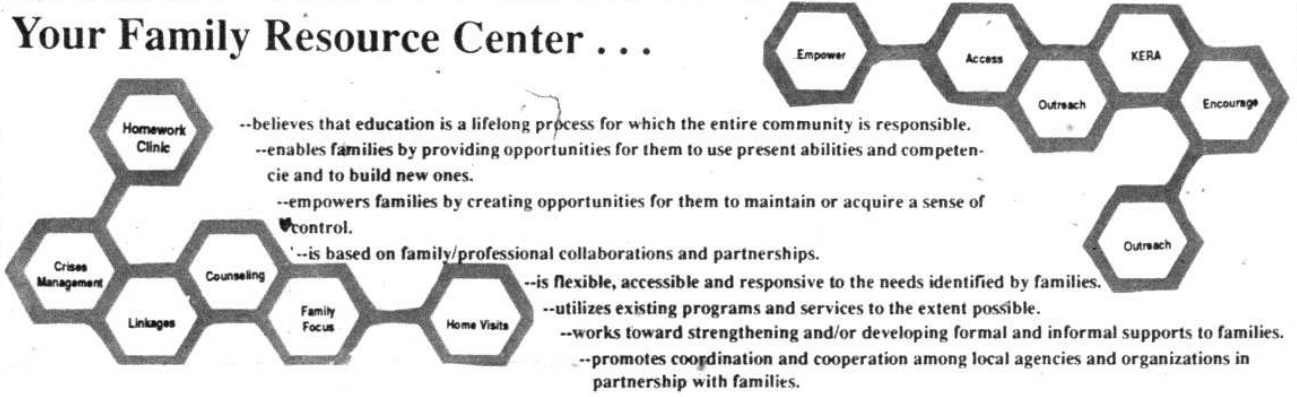 Your Family Resource Center . . .
Empower
Access
Outreach
KERA
Encourage
Outreach
Homework
Clinic
Crises
Management
Linkages
Counseling
Family
Focus
Home Visits
--believes that education is a lifelong process for which the entire community is responsible.
--enables families by providing opportunities for them to use present abilities and competen-
cie and to build new ones.
--empowers families by creating opportunities for them to maintain or acquire a sense of
control.
--is based on family/professional collaborations and partnerships.
--is flexible, accessible and responsive to the needs identified by families.
--utilizes existing programs and services to the extent possible.
--works toward strengthening and/or developing formal and informal supports to families.
--promotes coordination and cooperation among local agencies and organizations in
partnership with families.